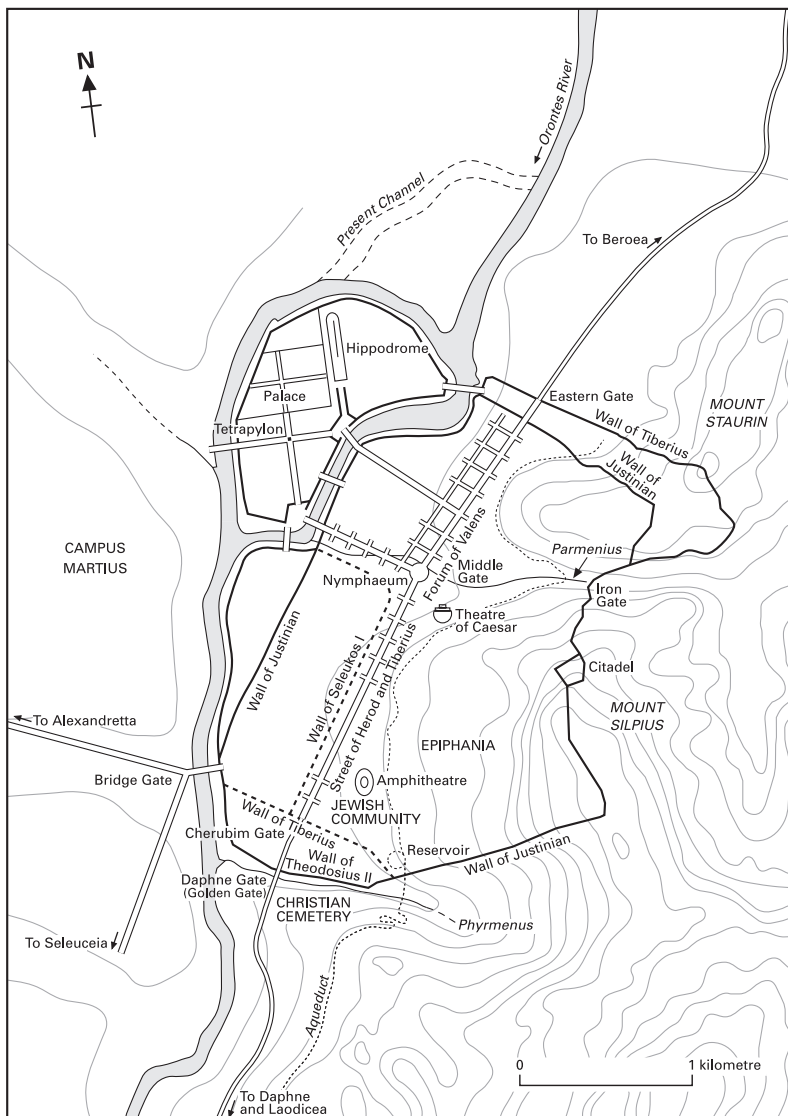 N
Orontes River
Present Channel
To Beroea
Hippodrome
Palace
Eastern Gate
Tetrapylon
Wall of Tiberius
MOUNT
STAURIN
Wall of
Justinian
Forum of Valens
CAMPUS
MARTIUS
Parmenius
Middle
Gate
Nymphaeum
Iron
Gate
Theatre
of Caesar
Wall of Justinian
Wall of Seleukos I
Street of Herod and Tiberius
Citadel
MOUNT
SILPIUS
To Alexandretta
EPIPHANIA
Bridge Gate
Amphitheatre
JEWISH
COMMUNITY
Wall of Tiberius
Cherubim Gate
Reservoir
Wall of Justinian
Wall of
Theodosius II
Daphne Gate
(Golden Gate)
CHRISTIAN
CEMETERY
Phyrmenus
To Seleuceia
Aqueduct
0
1 kilometre
To Daphne
and Laodicea